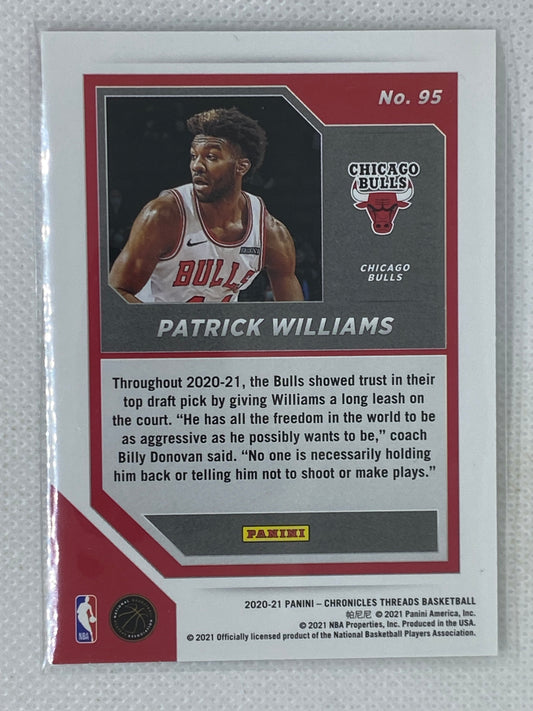 No. 95
CHICAGO
BULLS
CHICAGO
BULLS
BULLS
PATRICK WILLIAMS
Throughout 2020-21, the Bulls showed trust in their
top draft pick by giving Williams a long leash on
the court. “He has all the freedom in the world to be
as aggressive as he possibly wants to be,” coach
Billy Donovan said. “No one is necessarily holding
him back or telling him not to shoot or make plays.”
PANINI
2020-21 PANINI – CHRONICLES THREADS BASKETBALL
帕尼尼 © 2021 Panini America, Inc.
© 2021 NBA Properties, Inc. Produced in the USA.
© 2021 Officially licensed product of the National Basketball Players Association.
NBA